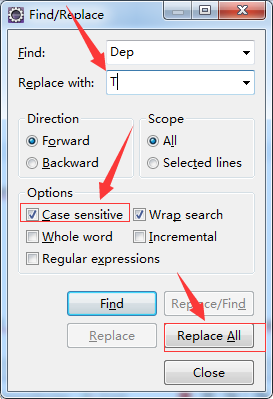 Find/Replace
Find: Dep
Replace with: T
Direction Scope
Forward All
Backward Selected lines
Options
Case sensitive Wrap search
Whole word Incremental
Regular expressions
Find Replace/Find
Replace Replace All
Close